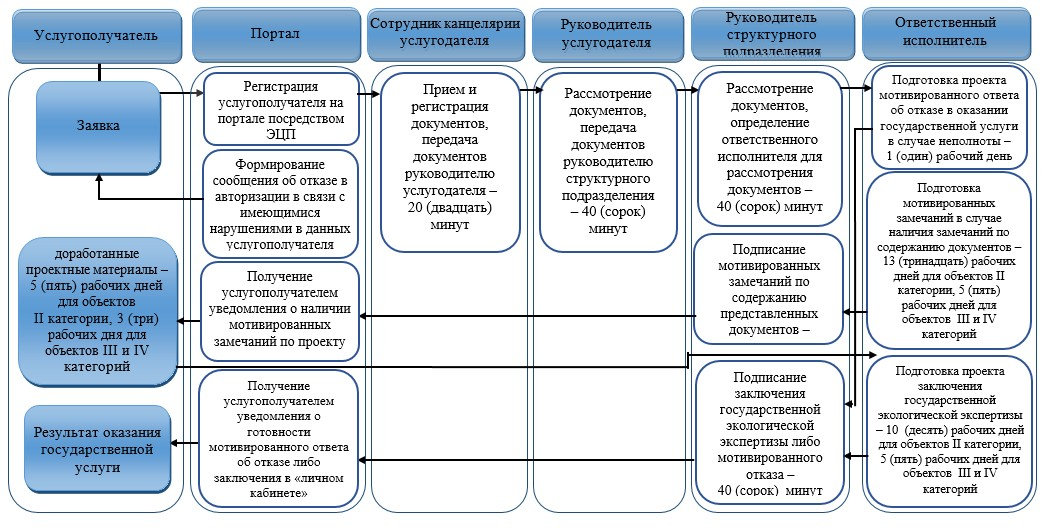 Услугополучатель
Портал
Сотрудник канцелярии
услугодателя
Руководитель
услугодателя
Руководитель
структурного
подразделения
Ответственный
исполнитель
Заявка
доработанные
проектные материалы –
5 (пять) рабочих дней
для объектов
II категории, 3 (три)
рабочих дня для
объектов III и IV
категорий
Результат оказания
государственной
услуги
Регистрация
услугополучателя на
портале посредством
ЭЦП
Формирование
сообщения об отказе в
авторизации в связи с
имеющимися
нарушениями в данных
услугополучателя
Получение
услугополучателем
уведомления о наличии
мотивированных
замечаний по проекту
Получение
услугополучателем
уведомления о
готовности
мотивированного ответа
об отказе либо
заключения в «личном
кабинете»
Прием и
регистрация
документов,
передача
документов
руководителю
услугодателя –
20 (двадцать)
минут
Рассмотрение
документов,
передача
документов
руководителю
структурного
подразделения
– 40 (сорок)
минут
Рассмотрение
документов,
определение
ответственного
исполнителя для
рассмотрения
документов –
40 (сорок) минут
Подписание
мотивированных
замечаний по
содержанию
представленных
документов –
Подписание
заключения
государственной
экологической
экспертизы либо
мотивированного
отказа –
40 (сорок) минут
Подготовка проекта
мотивированного ответа
об отказе в оказании
государственной услуги
в случае неполноты –
1 (один) рабочий день
Подготовка
мотивированных
замечаний в случае
наличия замечаний по
содержанию документов –
13 (тринадцать) рабочих
дней для объектов II
категории, 5 (пять)
рабочих дней для
объектов III и IV
категорий
Подготовка проекта
заключения
государственной
экологической экспертизы
– 10 (десять) рабочих дней
для объектов II категории,
5 (пять) рабочих дней для
объектов III и IV
категорий